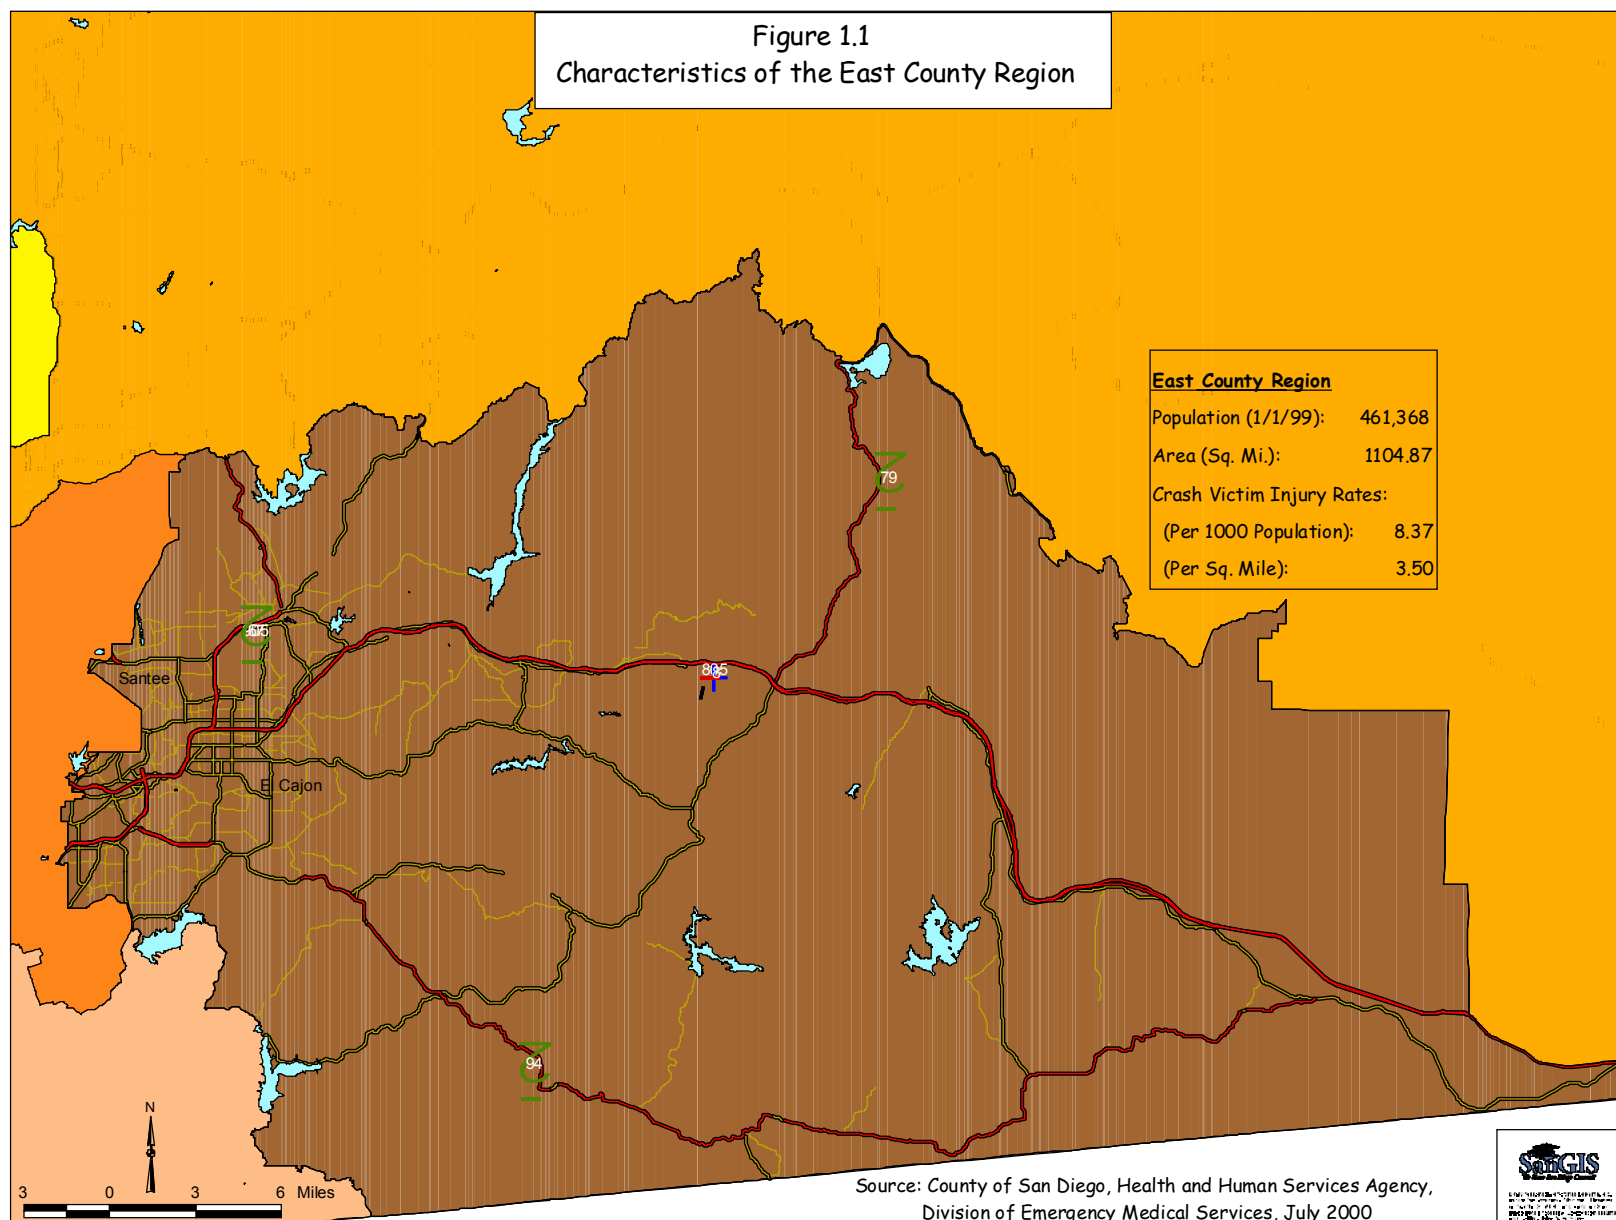 Figure 1.1
Characteristics of the East County Region
East County Region
Population (1/1/99): 461,368
Area (Sq. Mi.): 1104.87
Crash Victim Injury Rates:
(Per 1000 Population): 8.37
(Per Sq. Mile): 3.50
79
Santee
El Cajon
94
N
3 0 3 6 Miles
Source: County of San Diego, Health and Human Services Agency,
Division of Emergency Medical Services, July 2000
SanGIS